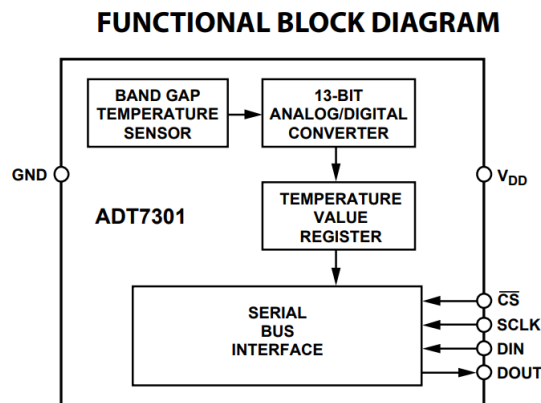 FUNCTIONAL BLOCK DIAGRAM
BAND GAP
TEMPERATURE
SENSOR
13-BIT
ANALOG/DIGITAL
CONVERTER
GND
VDD
ADT7301
TEMPERATURE
VALUE
REGISTER
SERIAL
BUS
INTERFACE
CS
SCLK
DIN
DOUT